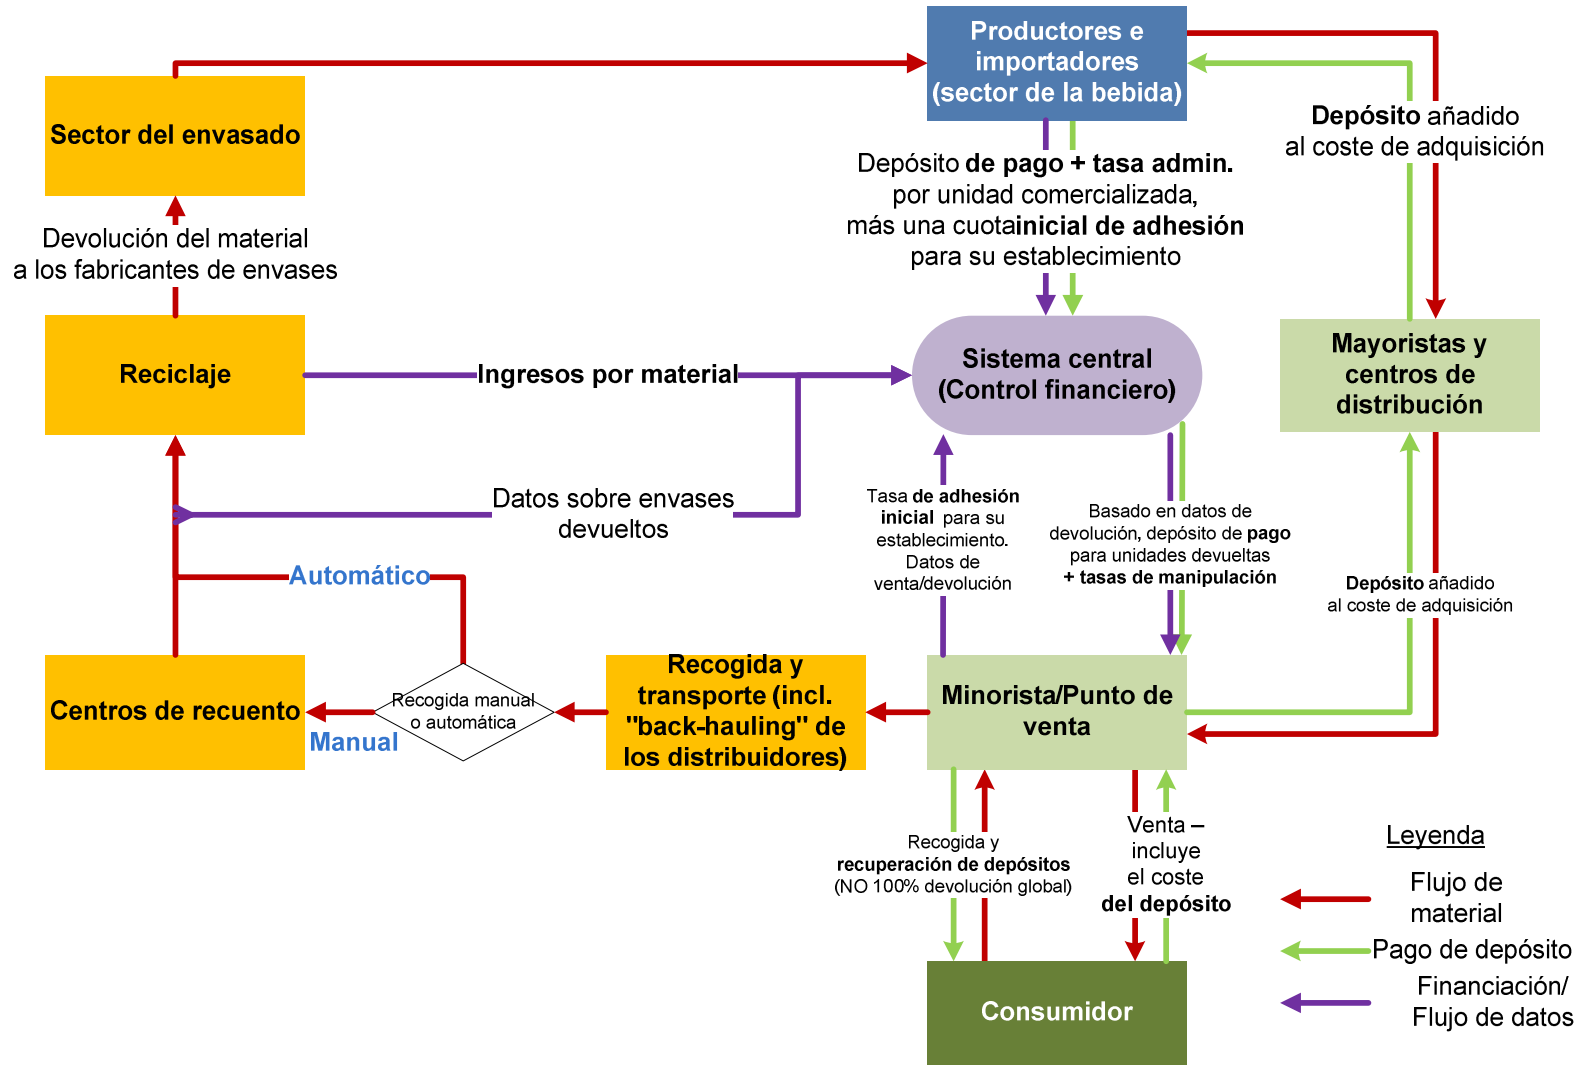 Productores e
importadores
(sector de la bebida)
Sector del envasado
Depósito añadido
al coste de adquisición
Depósito de pago + tasa admin.
por unidad comercializada,
más una cuotainicial de adhesión
para su establecimiento
Devolución del material
a los fabricantes de envases
Reciclaje
Ingresos por material
Sistema central
(Control financiero)
Mayoristas y
centros de
distribución
Datos sobre envases
devueltos
Tasa de adhesión
inicial para su
establecimiento.
Datos de
venta/devolución
Basado en datos de
devolución, depósito de pago
para unidades devueltas
+ tasas de manipulación
Depósito añadido
al coste de adquisición
Automático
Centros de recuento
Manual
Recogida manual
o automática
Recogida y
transporte (incl.
"back-hauling" de
los distribuidores)
Minorista/Punto de
venta
Recogida y
recuperación de depósitos
(NO 100% devolución global)
Venta –
incluye
el coste
del depósito
Consumidor
Leyenda
Flujo de
material
Pago de depósito
Financiación/
Flujo de datos